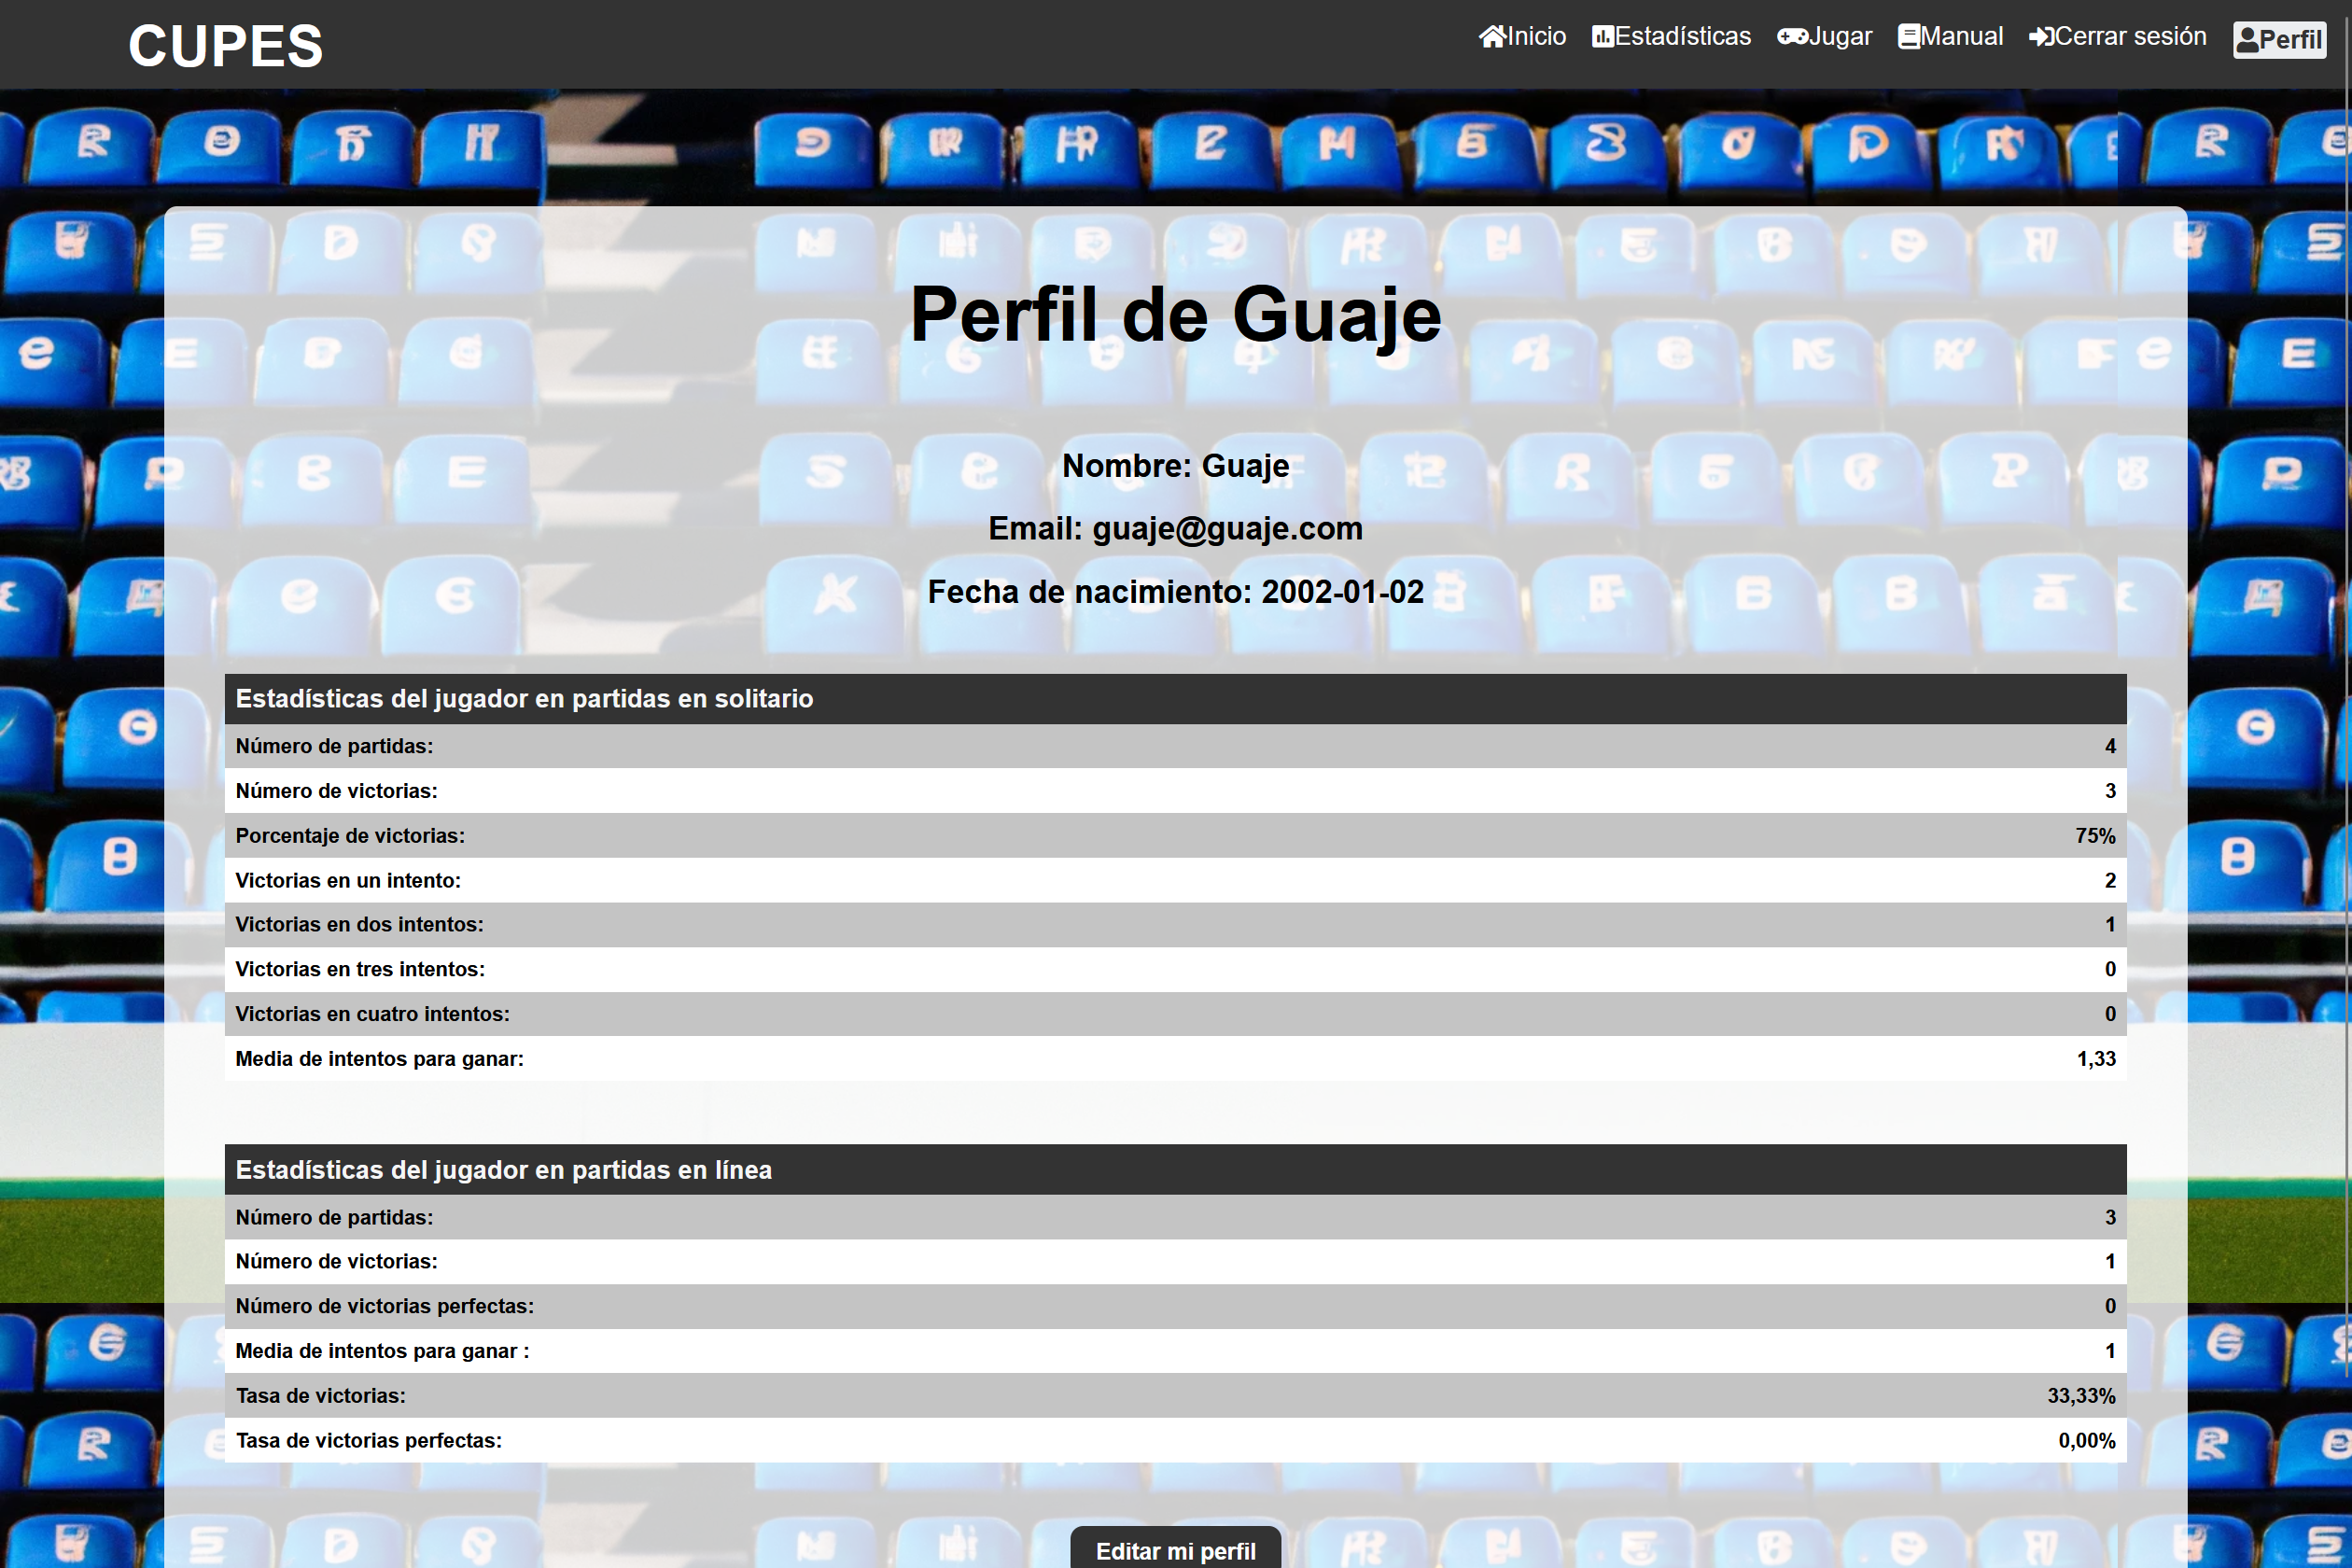 CUPES
Inicio Estadísticas Jugar Manual Cerrar sesión Perfil
Perfil de Guaje
Nombre: Guaje
Email: guaje@guaje.com
Fecha de nacimiento: 2002-01-02
Estadísticas del jugador en partidas en solitario
Número de partidas: 4
Número de victorias: 3
Porcentaje de victorias: 75%
Victorias en un intento: 2
Victorias en dos intentos: 1
Victorias en tres intentos: 0
Victorias en cuatro intentos: 0
Media de intentos para ganar: 1,33
Estadísticas del jugador en partidas en línea
Número de partidas: 3
Número de victorias: 1
Número de victorias perfectas: 0
Media de intentos para ganar : 1
Tasa de victorias: 33,33%
Tasa de victorias perfectas: 0,00%
Editar mi perfil